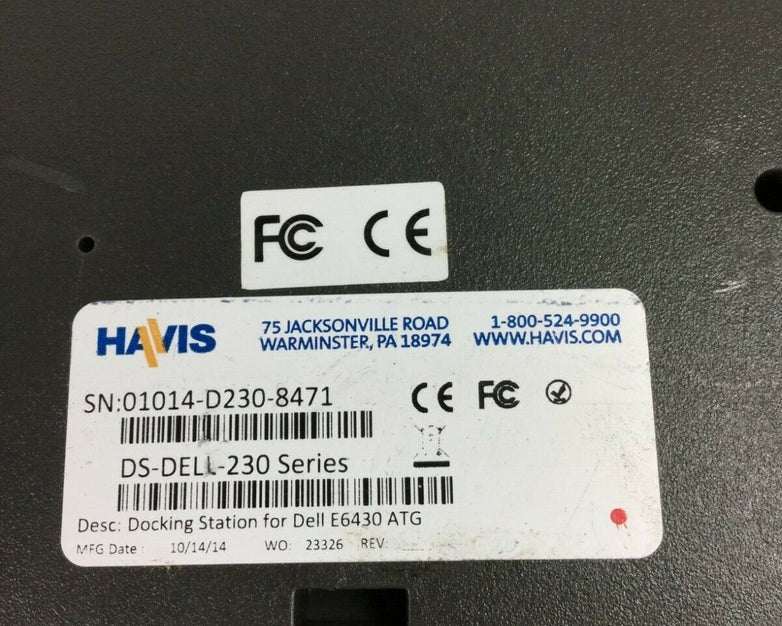 FC CE
HAVIS
75 JACKSONVILLE ROAD
WARMINSTER, PA 18974
1-800-524-9900
WWW.HAVIS.COM
SN:01014-D230-8471
CE FC
DS-DELL-230 Series
Desc: Docking Station for Dell E6430 ATG
MFG Date : 10/14/14 WO: 23326 REV: